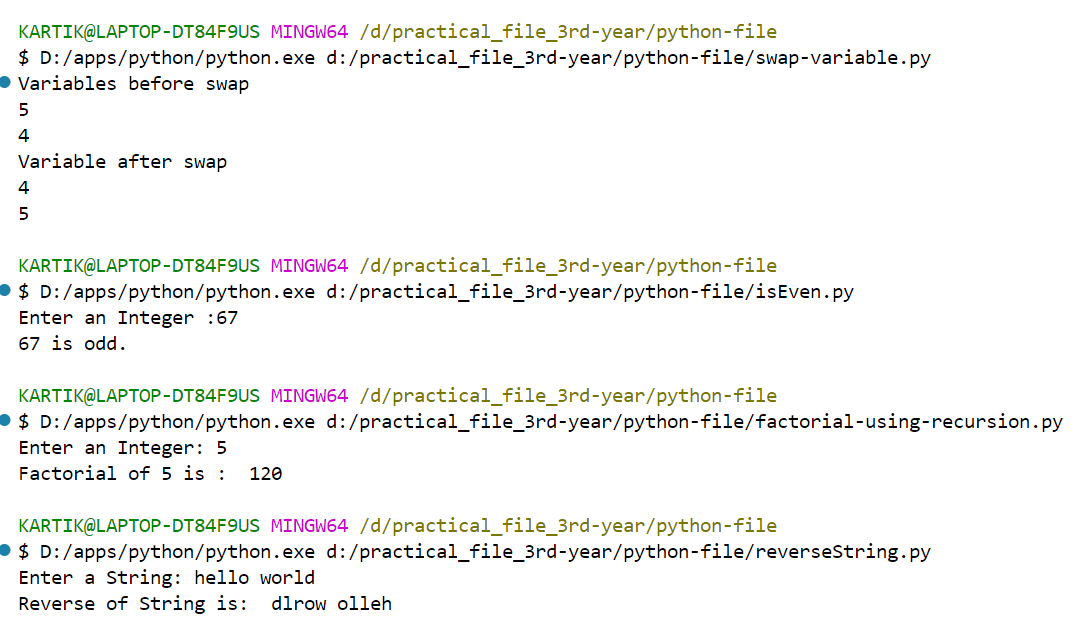 KARTIK@LAPTOP-DT84F9US MINGW64 /d/practical_file_3rd-year/python-file
$ D:/apps/python/python.exe d:/practical_file_3rd-year/python-file/swap-variable.py
Variables before swap
5
4
Variable after swap
4
5
KARTIK@LAPTOP-DT84F9US MINGW64 /d/practical_file_3rd-year/python-file
$ D:/apps/python/python.exe d:/practical_file_3rd-year/python-file/isEven.py
Enter an Integer :67
67 is odd.
KARTIK@LAPTOP-DT84F9US MINGW64 /d/practical_file_3rd-year/python-file
$ D:/apps/python/python.exe d:/practical_file_3rd-year/python-file/factorial-using-recursion.py
Enter an Integer: 5
Factorial of 5 is :  120
KARTIK@LAPTOP-DT84F9US MINGW64 /d/practical_file_3rd-year/python-file
$ D:/apps/python/python.exe d:/practical_file_3rd-year/python-file/reverseString.py
Enter a String: hello world
Reverse of String is:  dlrow olleh